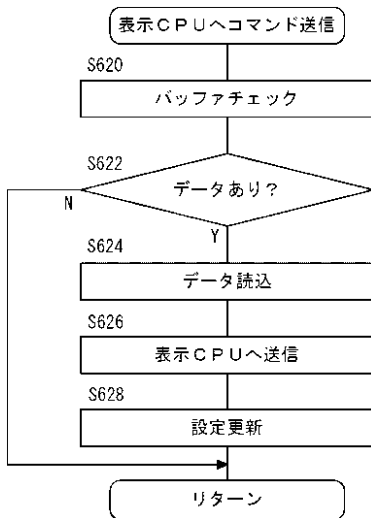 表示CPUへコマンド送信
S620
バッファチェック
S622
データあり？
N
Y
S624
データ読込
S626
表示CPUへ送信
S628
設定更新
リターン